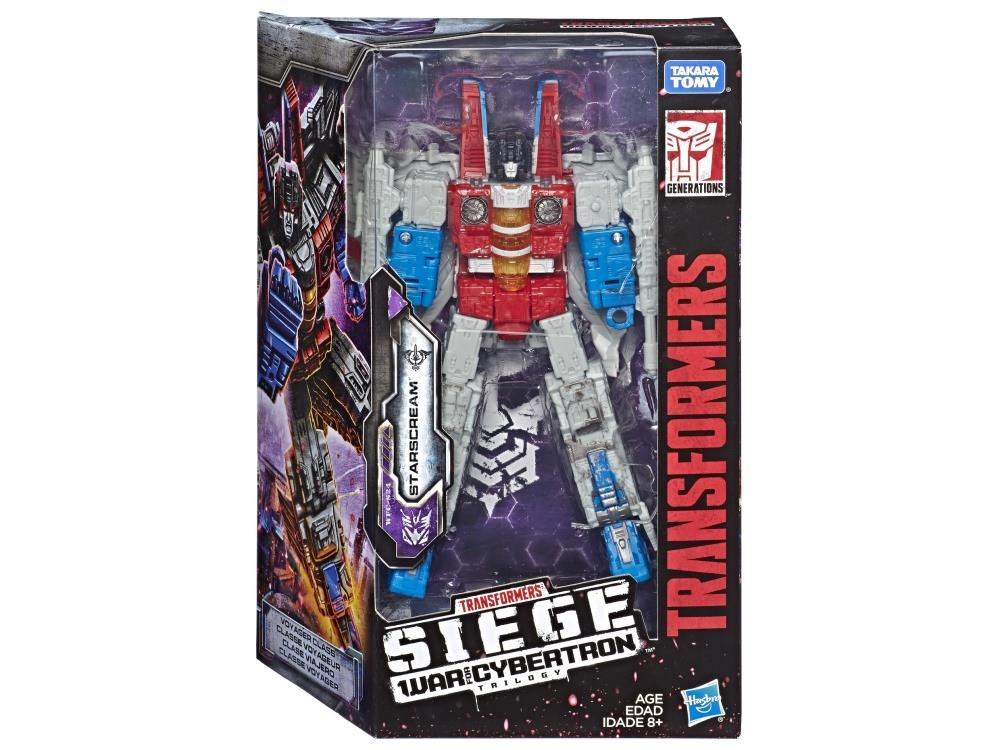 TAKARA
TOMY
GENERATIONS
TRANSFORMERS
STARSCREAM
WFC-S24
VOYAGER CLASS
CLASSE VOYAGEUR
CLASE VIAJERO
CLASSE VOYAGER
TRANSFORMERS
SIEGE
WAR FOR CYBERTRON
TRILOGY
AGE
EDAD
IDADE 8+
Hasbro